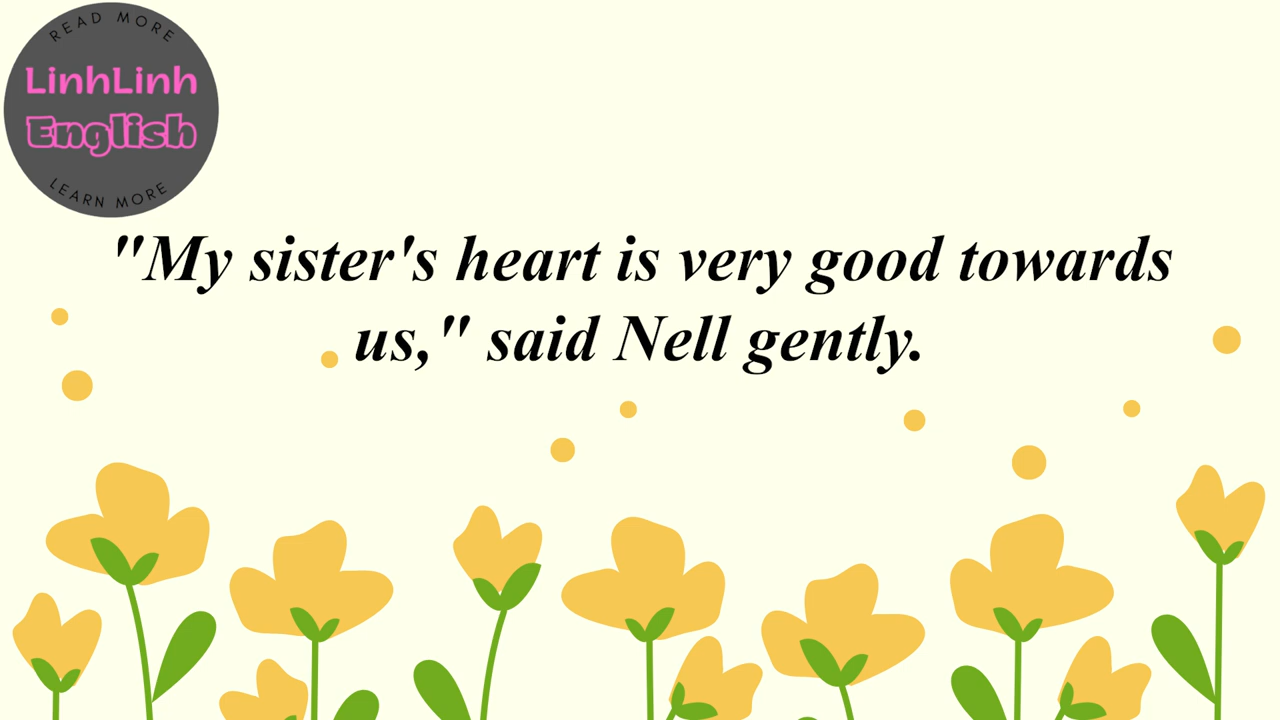 READ MORE
LinhLinh
English
LEARN MORE
"My sister's heart is very good towards
us," said Nell gently.